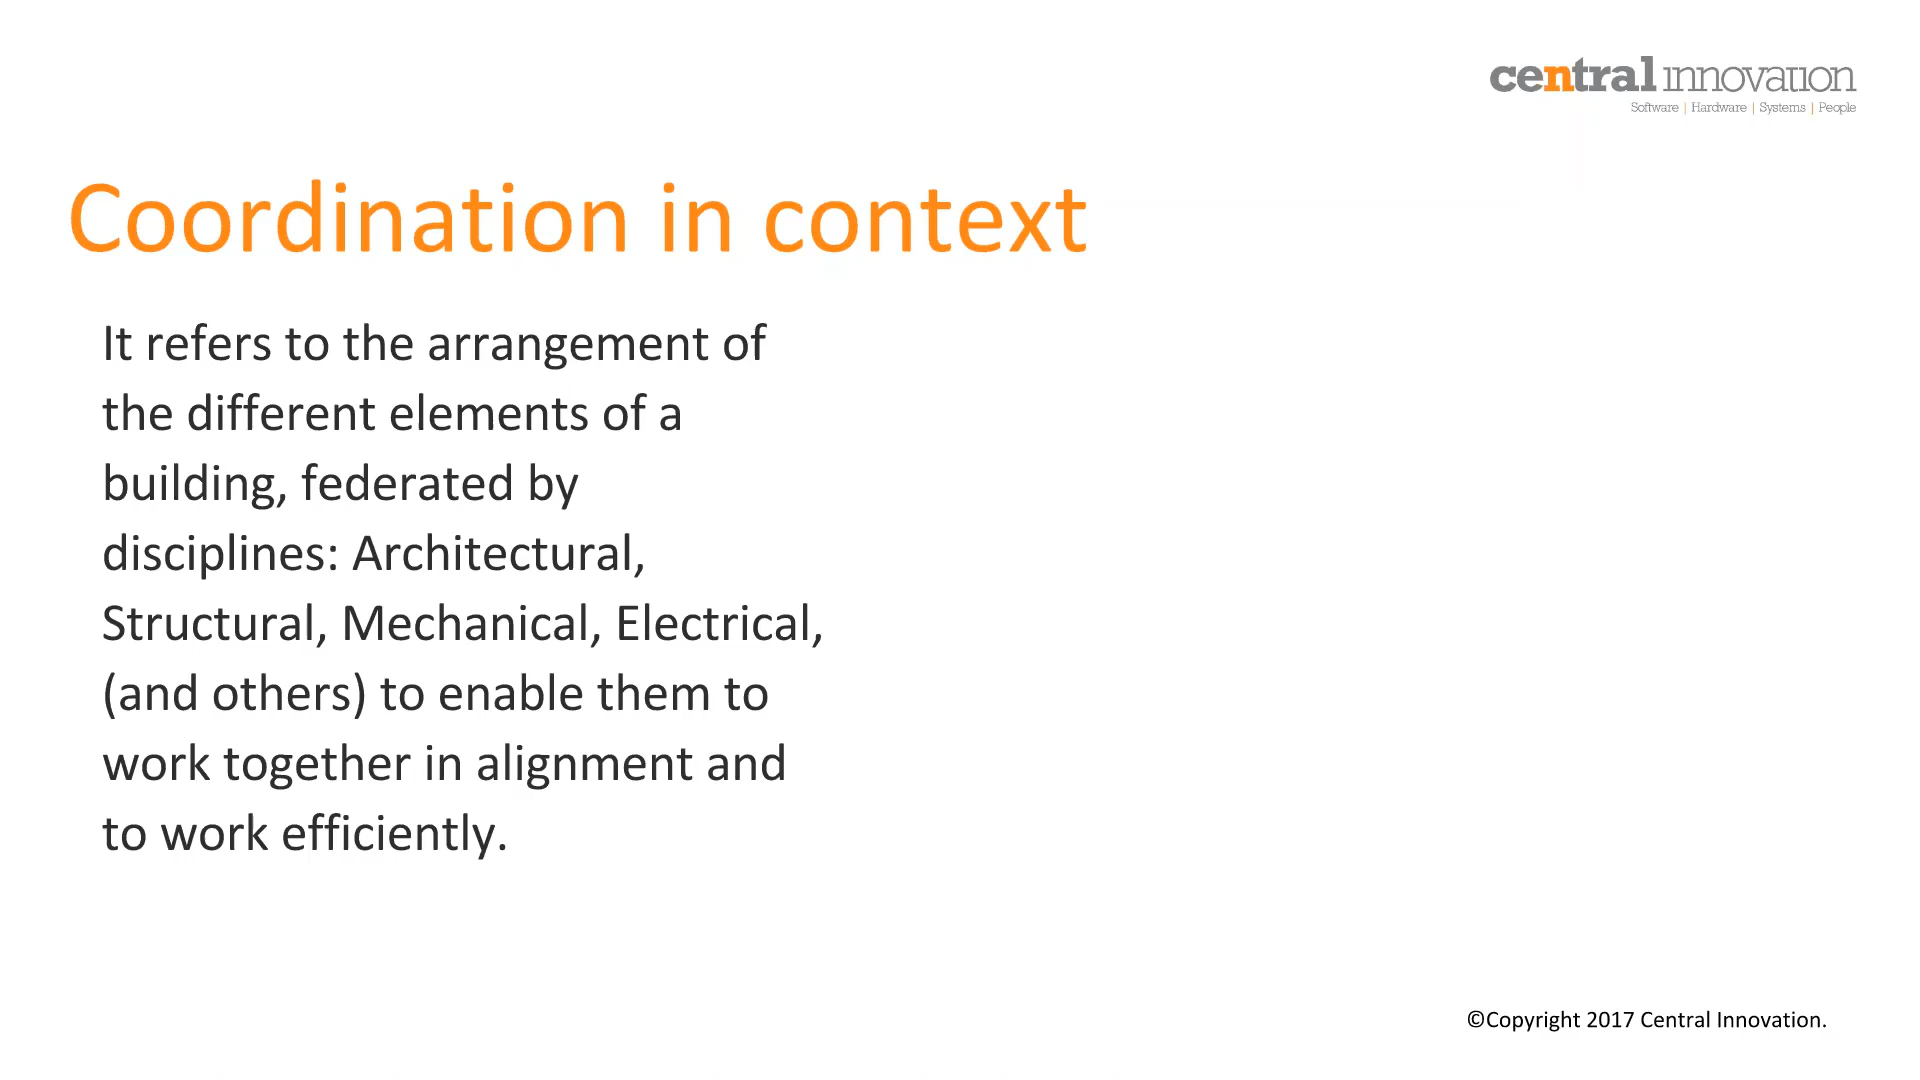 central innovation
Software | Hardware | Systems | People
Coordination in context
It refers to the arrangement of
the different elements of a
building, federated by
disciplines: Architectural,
Structural, Mechanical, Electrical,
(and others) to enable them to
work together in alignment and
to work efficiently.
©Copyright 2017 Central Innovation.